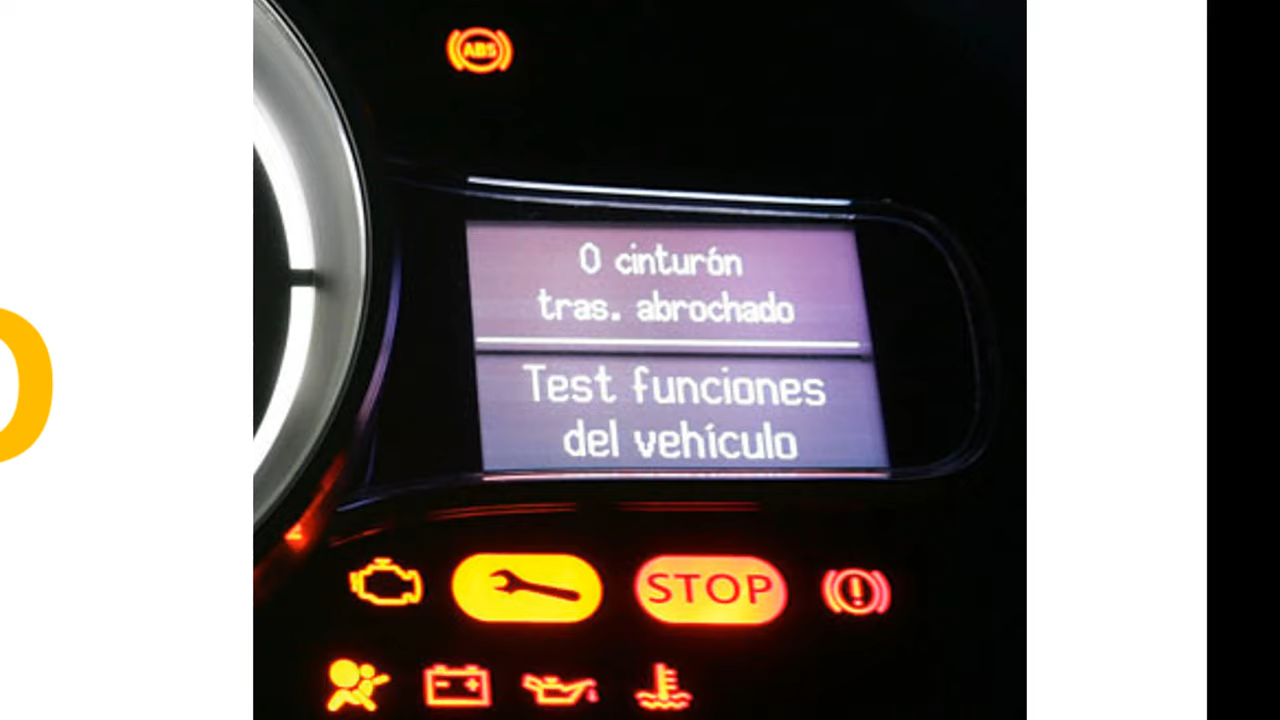 ABS
0 cinturón
tras. abrochado
Test funciones
del vehículo
STOP